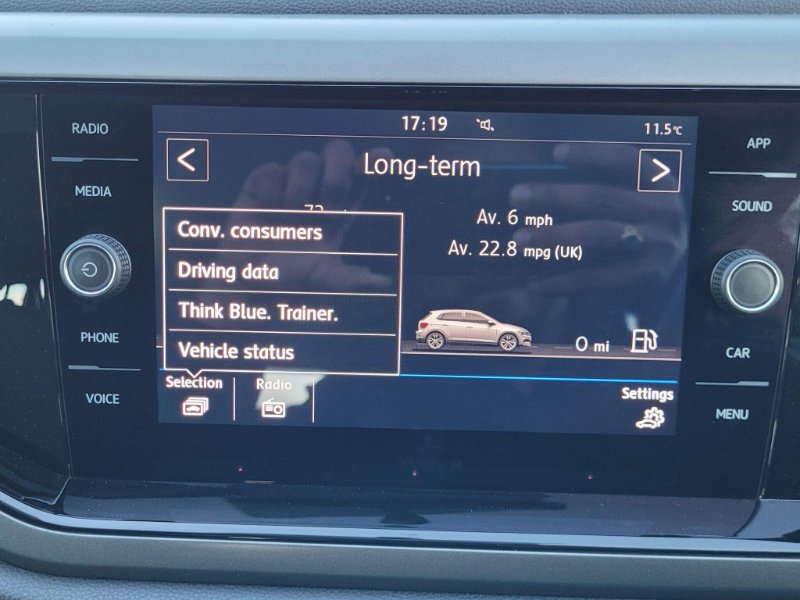 RADIO
MEDIA
PHONE
VOICE
17:19
11.5°C
Long-term
Av. 6 mph
Av. 22.8 mpg (UK)
Conv. consumers
Driving data
Think Blue. Trainer.
Vehicle status
0 mi
Selection
Radio
Settings
APP
SOUND
CAR
MENU